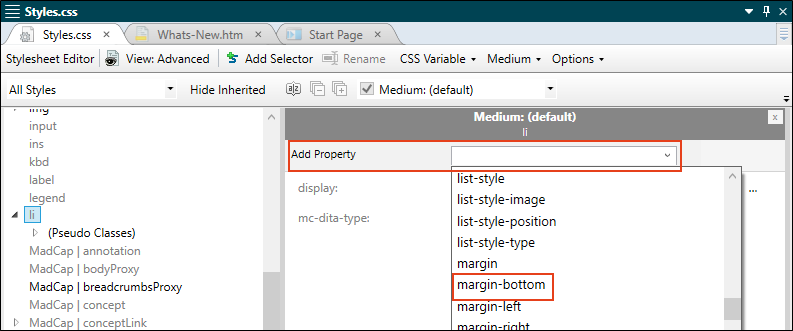 Styles.css
Styles.css Whats-New.htm Start Page
Stylesheet Editor View: Advanced Add Selector Rename CSS Variable Medium Options
All Styles Hide Inherited Medium: (default)
img
input
ins
kbd
label
legend
li
(Pseudo Classes)
MadCap | annotation
MadCap | bodyProxy
MadCap | breadcrumbsProxy
MadCap | concept
MadCap | conceptLink
Medium: (default)
li
Add Property
display: ...
mc-dita-type:
list-style
list-style-image
list-style-position
list-style-type
margin
margin-bottom
margin-left
margin-right